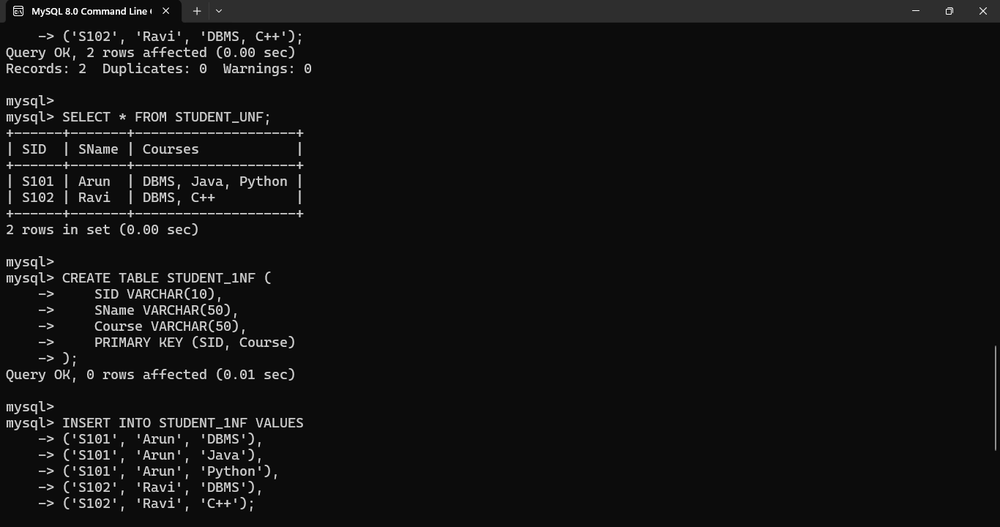 MySQL 8.0 Command Line
-> ('S102', 'Ravi', 'DBMS, C++');
Query OK, 2 rows affected (0.00 sec)
Records: 2  Duplicates: 0  Warnings: 0
mysql>
mysql> SELECT * FROM STUDENT_UNF;
+------+-------+--------------------+
| SID  | SName | Courses            |
+------+-------+--------------------+
| S101 | Arun  | DBMS, Java, Python |
| S102 | Ravi  | DBMS, C++          |
+------+-------+--------------------+
2 rows in set (0.00 sec)
mysql>
mysql> CREATE TABLE STUDENT_1NF (
    ->     SID VARCHAR(10),
    ->     SName VARCHAR(50),
    ->     Course VARCHAR(50),
    ->     PRIMARY KEY (SID, Course)
    -> );
Query OK, 0 rows affected (0.01 sec)
mysql>
mysql> INSERT INTO STUDENT_1NF VALUES
    -> ('S101', 'Arun', 'DBMS'),
    -> ('S101', 'Arun', 'Java'),
    -> ('S101', 'Arun', 'Python'),
    -> ('S102', 'Ravi', 'DBMS'),
    -> ('S102', 'Ravi', 'C++');